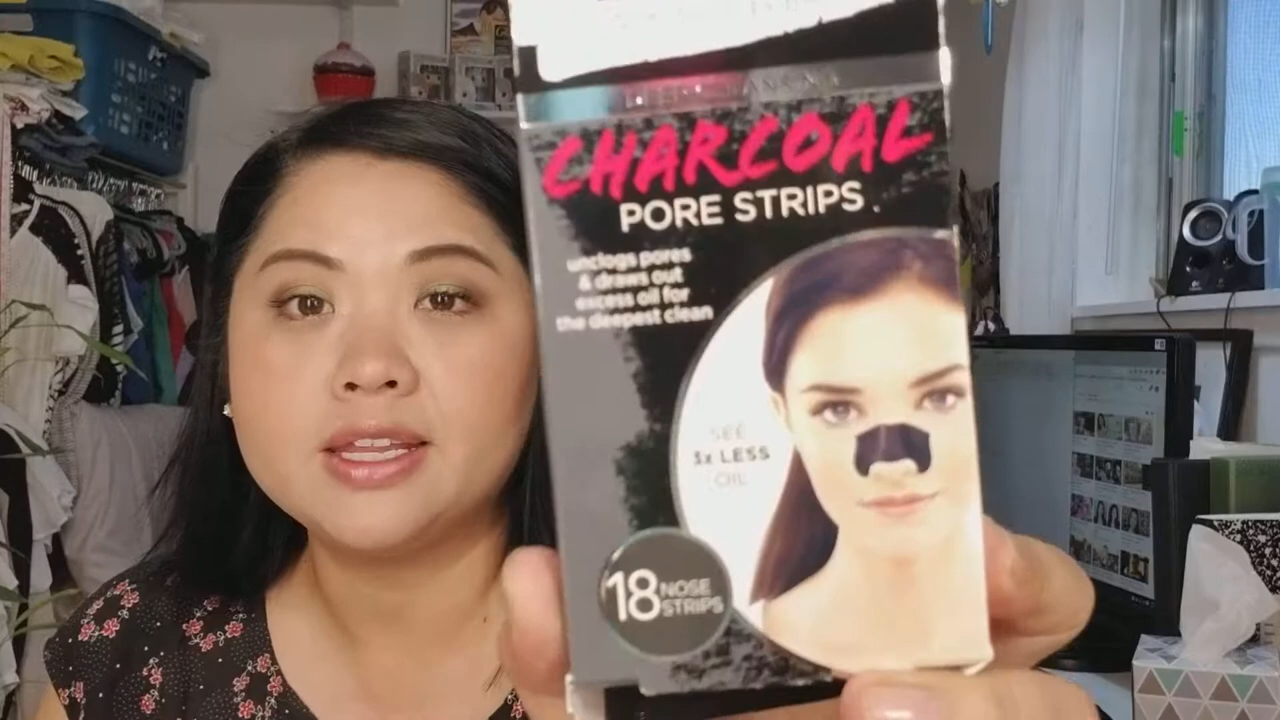 CHARCOAL
PORE STRIPS
unclogs pores
& draws out
excess oil for
the deepest clean
SEE
3x LESS
OIL
18 NOSE
STRIPS